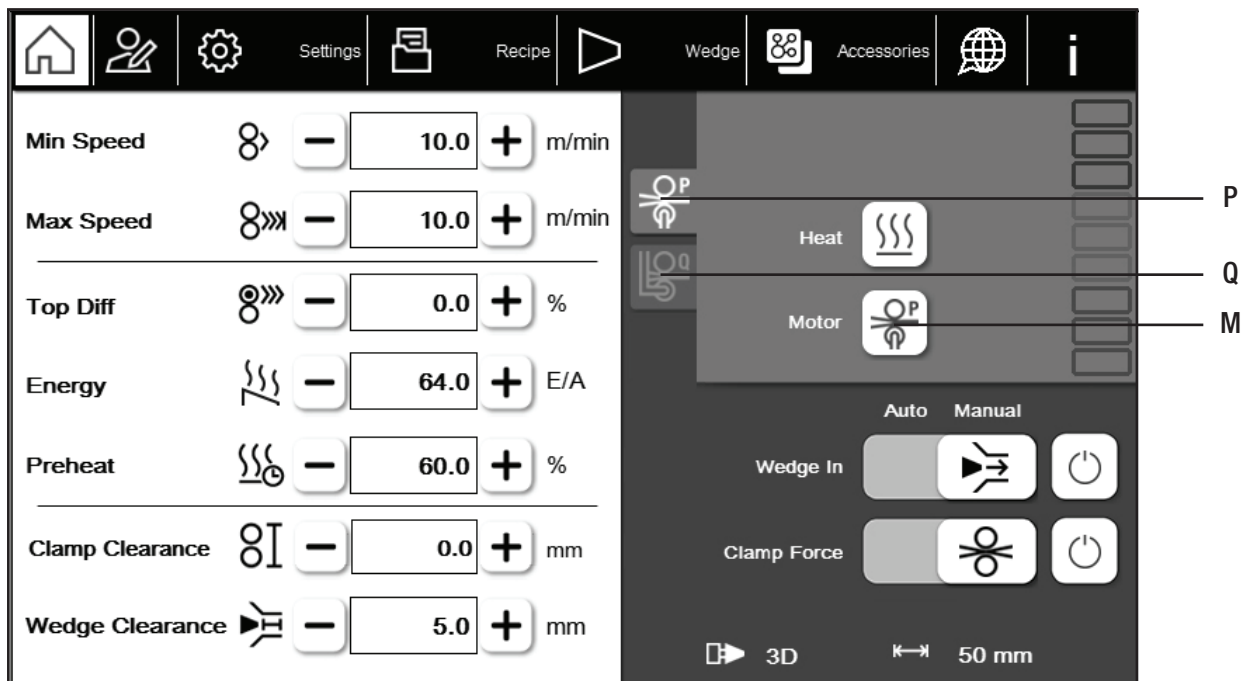 Settings
Recipe
Wedge
Accessories
i
Min Speed
10.0
m/min
Max Speed
10.0
m/min
Top Diff
0.0
%
Energy
64.0
E/A
Preheat
60.0
%
Clamp Clearance
0.0
mm
Wedge Clearance
5.0
mm
P
Q
Heat
Motor
P
Auto Manual
Wedge In
Clamp Force
3D
50 mm
P
Q
M